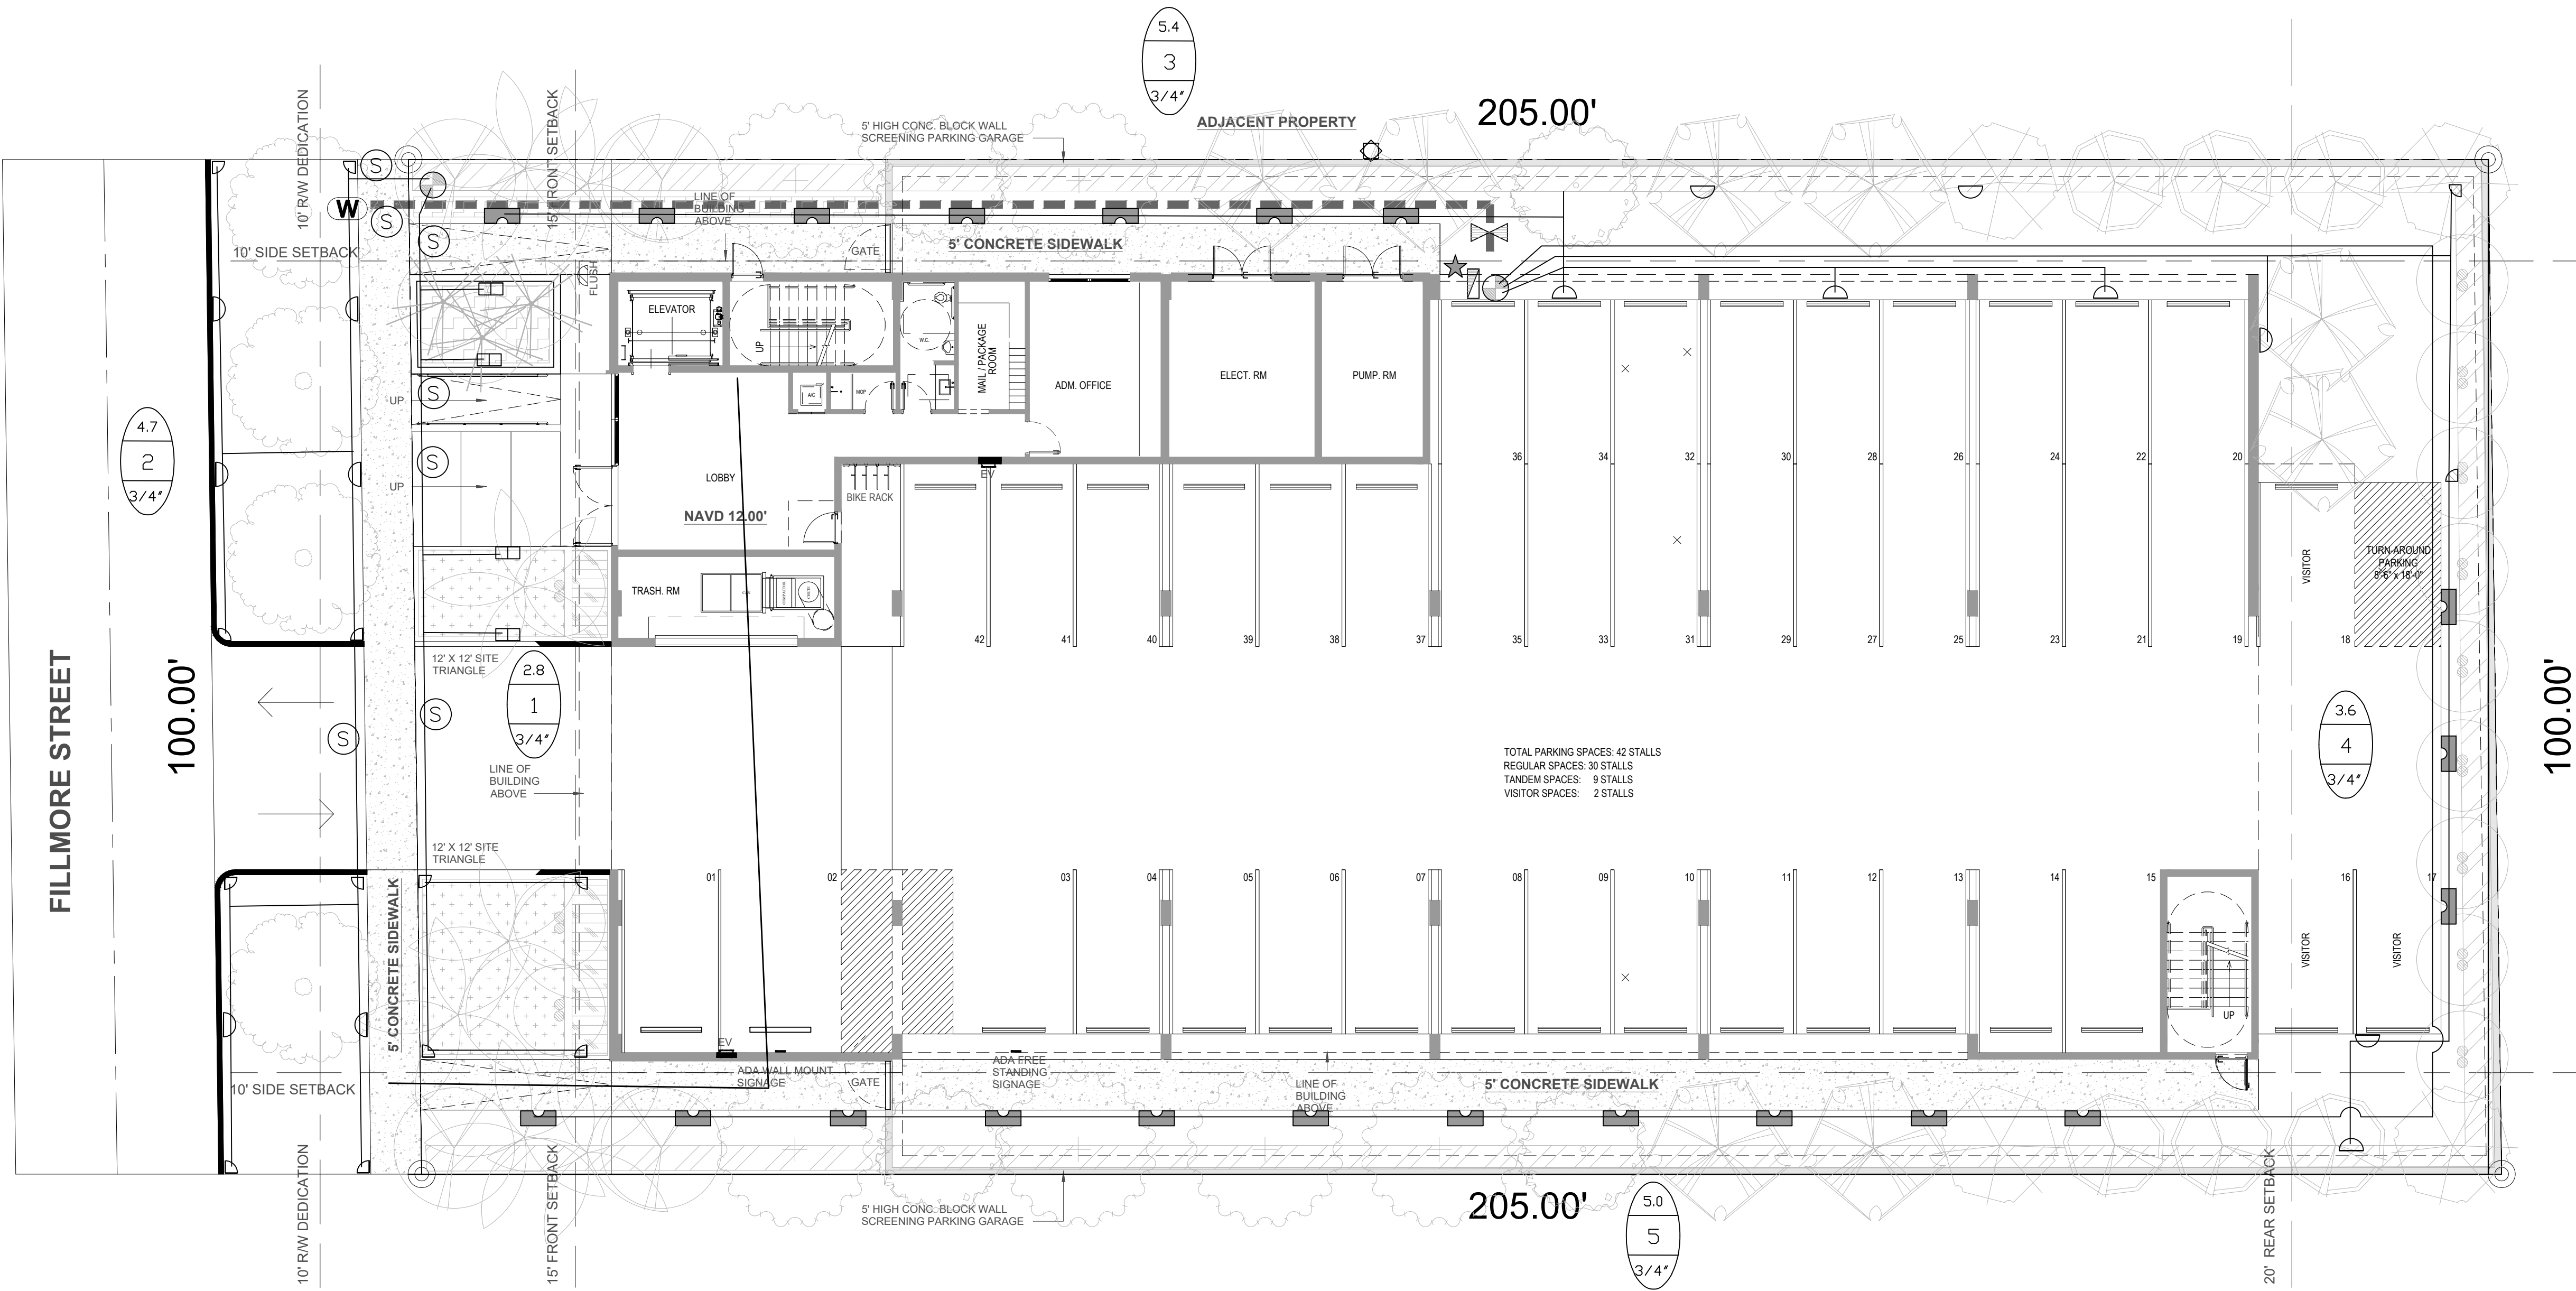 5.4
3
3/4"
10' R/W DEDICATION
15' FRONT SETBACK
5' HIGH CONC. BLOCK WALL
SCREENING PARKING GARAGE
ADJACENT PROPERTY
205.00'
S
W
S
S
LINE OF
BUILDING
ABOVE
10' SIDE SETBACK
GATE
5' CONCRETE SIDEWALK
FLUSH
ELEVATOR
UP
W.C.
MAIL / PACKAGE
ROOM
ADM. OFFICE
ELECT. RM
PUMP. RM
A/C
MOP
UP
S
4.7
2
3/4"
S
UP
LOBBY
NAVD 12.00'
EV
BIKE RACK
36
34
32
30
28
26
24
22
20
VISITOR
TURN-AROUND
PARKING
8'-6" x 18'-0"
TRASH. RM
42
41
40
39
38
37
35
33
31
29
27
25
23
21
19
18
FILLMORE STREET
100.00'
12' X 12' SITE
TRIANGLE
2.8
1
3/4"
S
S
LINE OF
BUILDING
ABOVE
TOTAL PARKING SPACES: 42 STALLS
REGULAR SPACES: 30 STALLS
TANDEM SPACES: 9 STALLS
VISITOR SPACES: 2 STALLS
3.6
4
3/4"
100.00'
12' X 12' SITE
TRIANGLE
01
02
03
04
05
06
07
08
09
10
11
12
13
14
15
16
17
5' CONCRETE SIDEWALK
VISITOR
VISITOR
UP
EV
ADA WALL MOUNT
SIGNAGE
GATE
ADA FREE
STANDING
SIGNAGE
LINE OF
BUILDING
ABOVE
5' CONCRETE SIDEWALK
10' SIDE SETBACK
10' R/W DEDICATION
15' FRONT SETBACK
5' HIGH CONC. BLOCK WALL
SCREENING PARKING GARAGE
205.00'
5.0
5
3/4"
20' REAR SETBACK